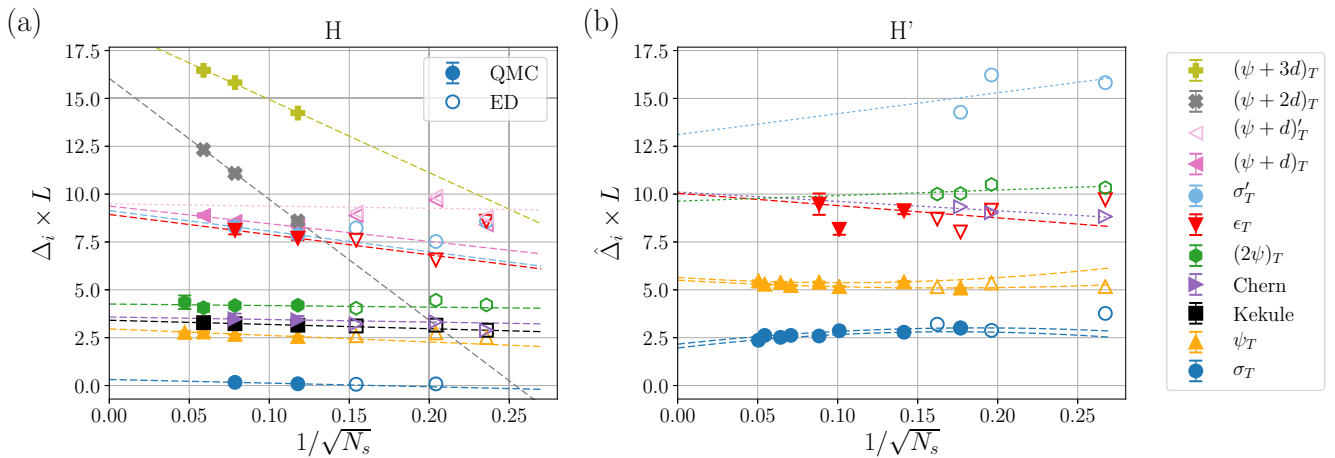 (a)
H
17.5
15.0
12.5
10.0
7.5
5.0
2.5
0.0
Δ_i × L
0.00 0.05 0.10 0.15 0.20 0.25
1/√N_s
QMC
ED
(b)
H'
17.5
15.0
12.5
10.0
7.5
5.0
2.5
0.0
Δ̂_i × L
0.00 0.05 0.10 0.15 0.20 0.25
1/√N_s
(ψ + 3d)_T
(ψ + 2d)_T
(ψ + d)′_T
(ψ + d)_T
σ′_T
ϵ_T
(2ψ)_T
Chern
Kekule
ψ_T
σ_T